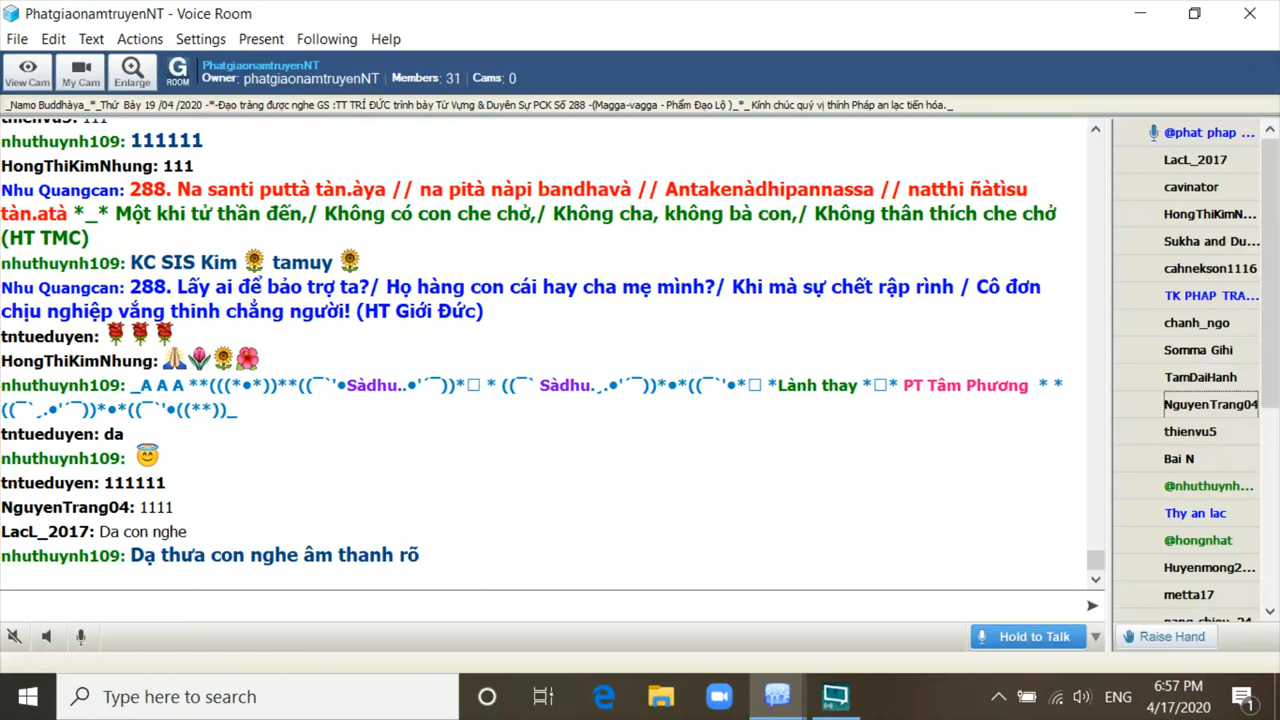 PhatgiaonamtruyenNT - Voice Room
File Edit Text Actions Settings Present Following Help
View Cam My Cam Enlarge G ROOM
PhatgiaonamtruyenNT
Owner: phatgiaonamtruyenNT Members: 31 Cams: 0
_Namo Buddhàya_*_Thứ Bảy 19 /04 /2020 -*-Đạo tràng được nghe GS :TT TRÍ ĐỨC trình bày Từ Vựng & Duyên Sự PCK Số 288 -(Magga-vagga - Phẩm Đạo Lộ )_*_ Kính chúc quý vị thính Pháp an lạc tiến hóa._
thienvu5: 111
nhuthuynh109: 111111
HongThiKimNhung: 111
Nhu Quangcan: 288. Na santi puttà tàn.àya // na pità nàpi bandhavà // Antakenàdhipannassa // natthi ñàtìsu
tàn.atà *_* Một khi tử thần đến,/ Không có con che chở,/ Không cha, không bà con,/ Không thân thích che chở
(HT TMC)
nhuthuynh109: KC SIS Kim 🌻 tamuy 🌻
Nhu Quangcan: 288. Lấy ai để bảo trợ ta?/ Họ hàng con cái hay cha mẹ mình?/ Khi mà sự chết rập rình / Cô đơn
chịu nghiệp vắng thinh chẳng người! (HT Giới Đức)
tntueduyen: 🌹🌹🌹
HongThiKimNhung: 🙏🌷🌻🌺
nhuthuynh109: _A A A **(((*●*))**((¯`'●Sàdhu..●'´¯))*□ * ((¯` Sàdhu.¸.●'´¯))*●*((¯`'●*□ *Lành thay *□* PT Tâm Phương * *
((¯`¸.●'´¯))*●*((¯`'●((**))_
tntueduyen: da
nhuthuynh109: 😇
tntueduyen: 111111
NguyenTrang04: 1111
LacL_2017: Da con nghe
nhuthuynh109: Dạ thưa con nghe âm thanh rõ
@phat phap ...
LacL_2017
cavinator
HongThiKimN...
Sukha and Du...
cahnekson1116
TK PHAP TRA...
chanh_ngo
Somma Gihi
TamDaiHanh
NguyenTrang04
thienvu5
Bai N
@nhuthuynh...
Thy an lac
@hongnhat
Huyenmong2...
metta17
Hold to Talk
Raise Hand
Type here to search
ENG
6:57 PM
4/17/2020
1